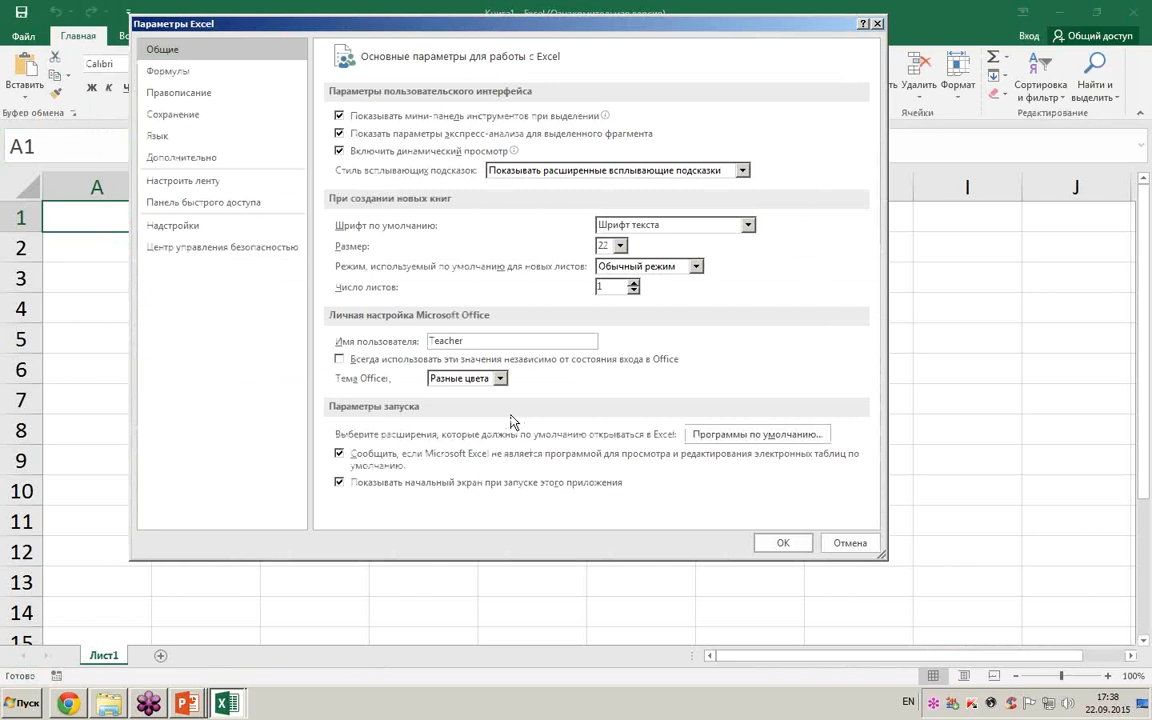 Книга1 - Excel (Ознакомительная версия)
Параметры Excel
? ×
Файл
Главная
Вс
Вход
Общий доступ
Вставить
Calibri
Ж К Ч
Буфер обмена
Удалить
Формат
Ячейки
Сортировка
и фильтр
Найти и
выделить
Редактирование
A1
Общие
Формулы
Правописание
Сохранение
Язык
Дополнительно
Настроить ленту
Панель быстрого доступа
Надстройки
Центр управления безопасностью
Основные параметры для работы с Excel
Параметры пользовательского интерфейса
Показывать мини-панель инструментов при выделении
Показать параметры экспресс-анализа для выделенного фрагмента
Включить динамический просмотр
Стиль всплывающих подсказок: Показывать расширенные всплывающие подсказки
При создании новых книг
Шрифт по умолчанию: Шрифт текста
Размер: 22
Режим, используемый по умолчанию для новых листов: Обычный режим
Число листов: 1
Личная настройка Microsoft Office
Имя пользователя: Teacher
Всегда использовать эти значения независимо от состояния входа в Office
Тема Office: Разные цвета
Параметры запуска
Выберите расширения, которые должны по умолчанию открываться в Excel: Программы по умолчанию...
Сообщить, если Microsoft Excel не является программой для просмотра и редактирования электронных таблиц по
умолчанию.
Показывать начальный экран при запуске этого приложения
ОК
Отмена
A I J
1
2
3
4
5
6
7
8
9
10
11
12
13
14
15
Лист1
Готово
100%
Пуск
EN
17:38
22.09.2015